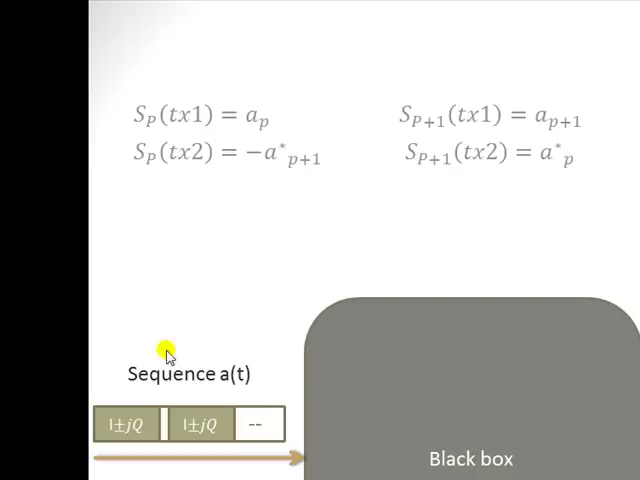 S_P(tx1) = a_p
S_{P+1}(tx1) = a_{p+1}
S_P(tx2) = −a*_{p+1}
S_{P+1}(tx2) = a*_p
Sequence a(t)
I±jQ I±jQ --
Black box